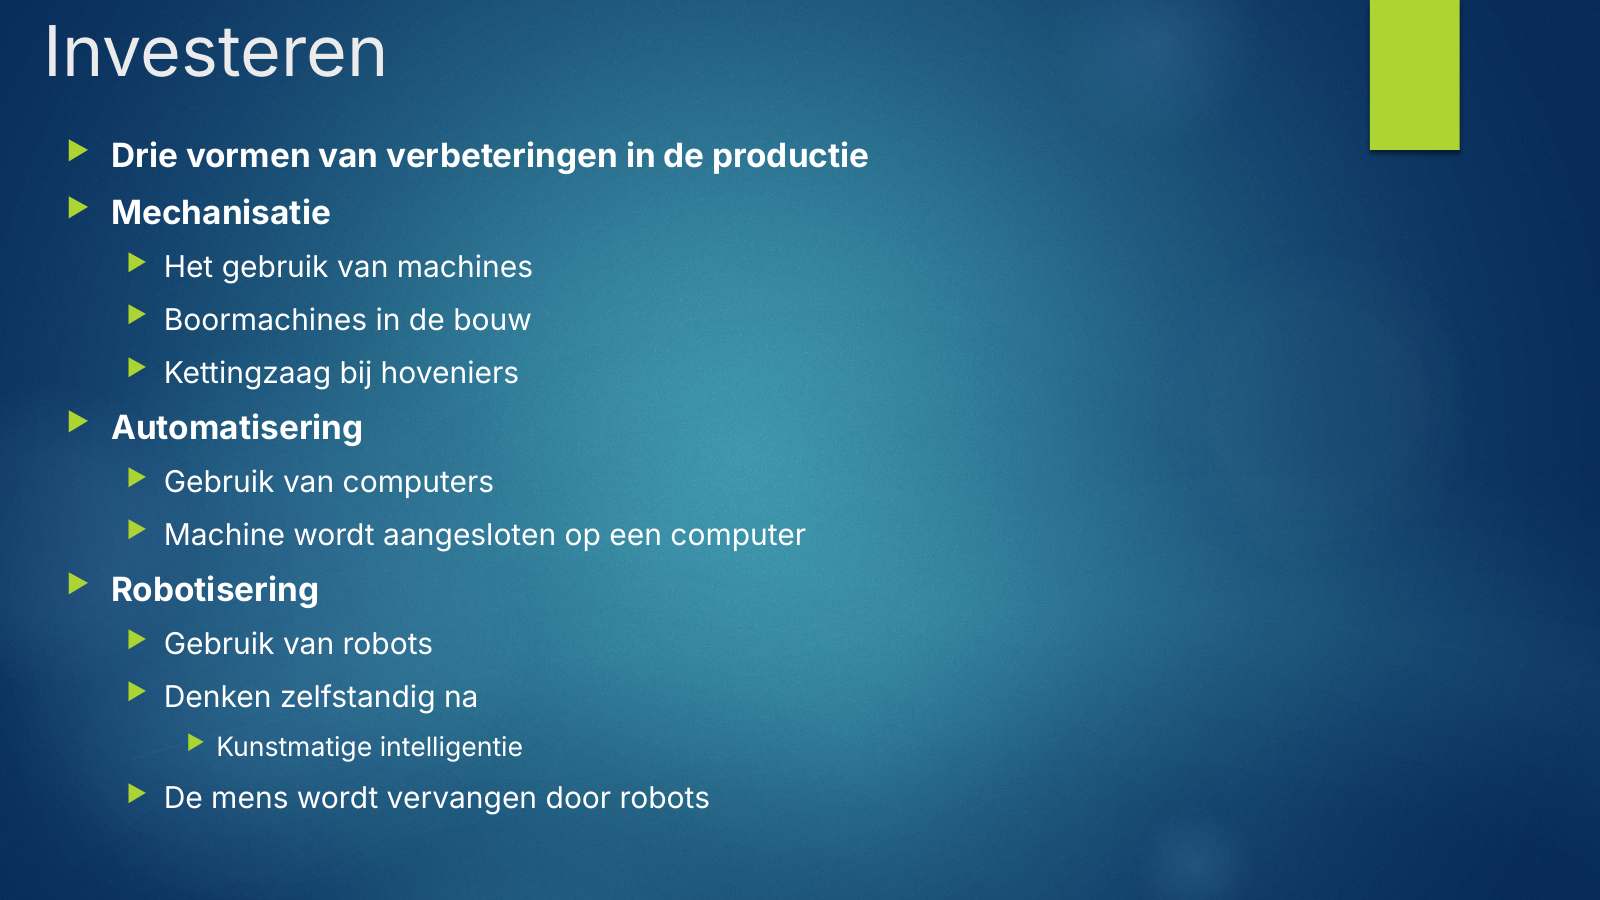 Investeren
Drie vormen van verbeteringen in de productie
Mechanisatie
Het gebruik van machines
Boormachines in de bouw
Kettingzaag bij hoveniers
Automatisering
Gebruik van computers
Machine wordt aangesloten op een computer
Robotisering
Gebruik van robots
Denken zelfstandig na
Kunstmatige intelligentie
De mens wordt vervangen door robots